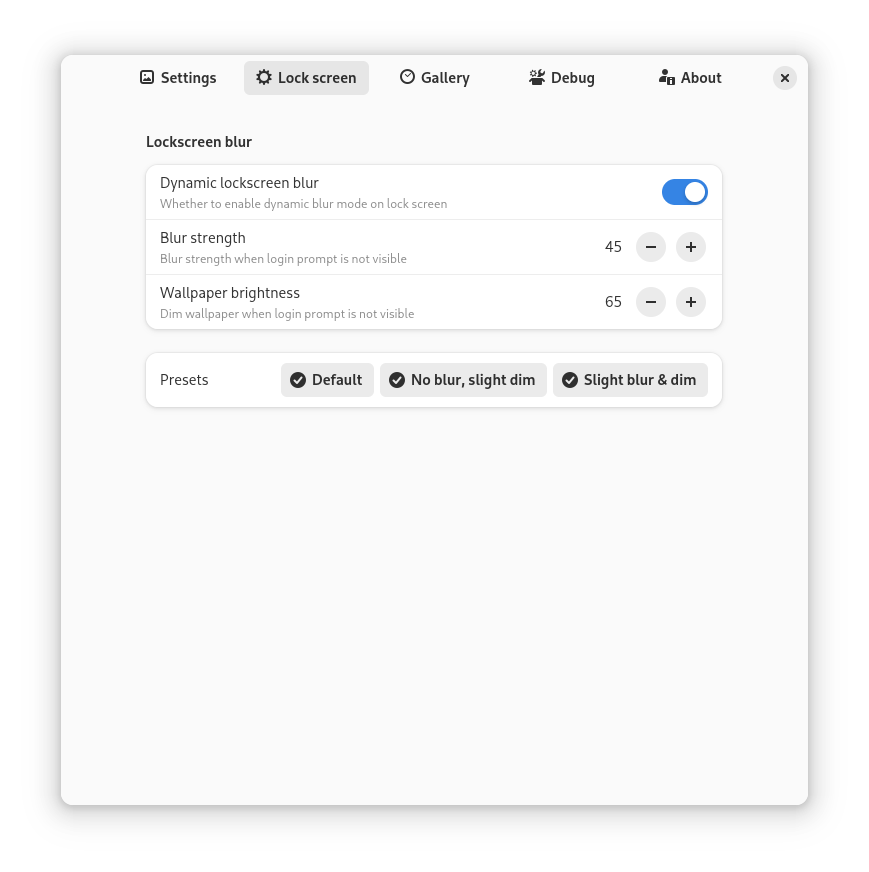 Settings
Lock screen
Gallery
Debug
About
Lockscreen blur
Dynamic lockscreen blur
Whether to enable dynamic blur mode on lock screen
Blur strength
Blur strength when login prompt is not visible
45
Wallpaper brightness
Dim wallpaper when login prompt is not visible
65
Presets
Default
No blur, slight dim
Slight blur & dim